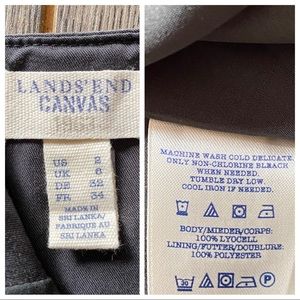 LANDS' END
CANVAS
US 2
UK 6
DE 32
FR 34
MADE IN
SRI LANKA/
FABRIQUE AU
SRI LANKA
MACHINE WASH COLD DELICATE.
ONLY NON-CHLORINE BLEACH
WHEN NEEDED.
TUMBLE DRY LOW.
COOL IRON IF NEEDED.
BODY/MIEDER/CORPS:
100% LYOCELL
LINING/FUTTER/DOUBLURE:
100% POLYESTER